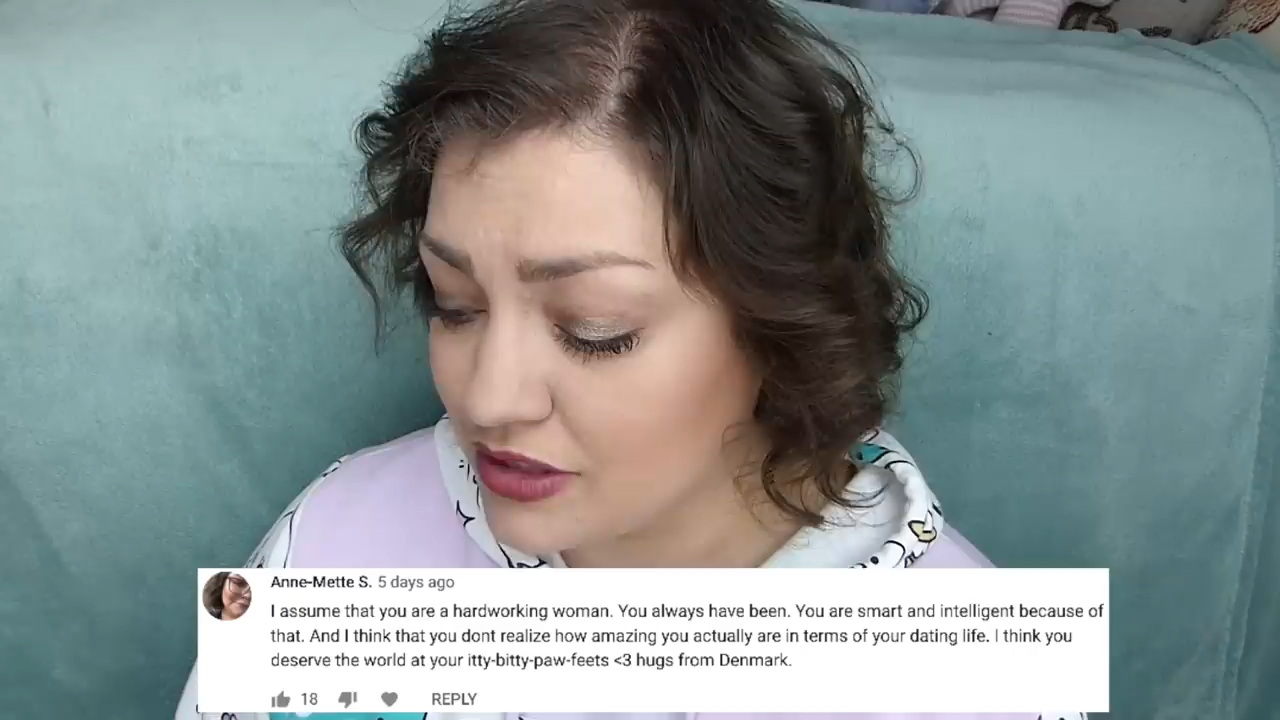 Anne-Mette S. 5 days ago
I assume that you are a hardworking woman. You always have been. You are smart and intelligent because of
that. And I think that you dont realize how amazing you actually are in terms of your dating life. I think you
deserve the world at your itty-bitty-paw-feets <3 hugs from Denmark.
18 REPLY